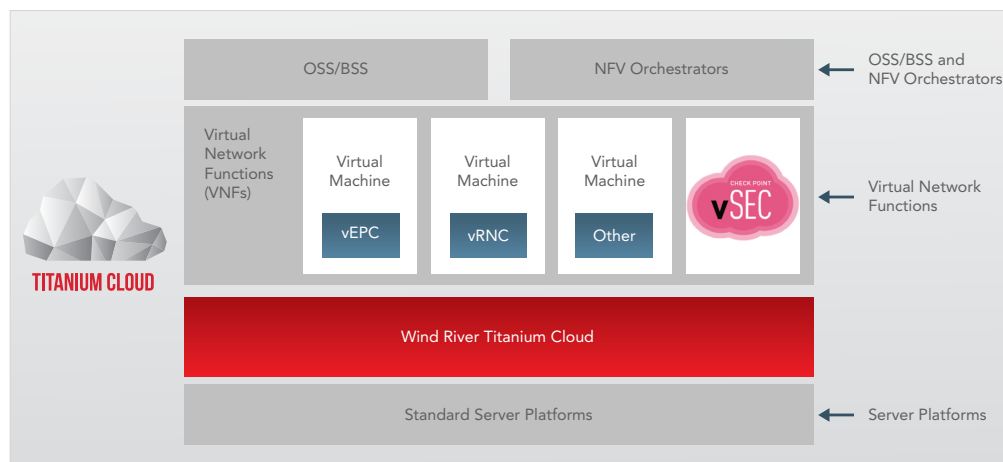 OSS/BSS
NFV Orchestrators
OSS/BSS and
NFV Orchestrators
Virtual
Network
Functions
(VNFs)
Virtual
Machine
vEPC
Virtual
Machine
vRNC
Virtual
Machine
Other
CHECK POINT
vSEC
Virtual Network
Functions
TITANIUM CLOUD
Wind River Titanium Cloud
Standard Server Platforms
Server Platforms